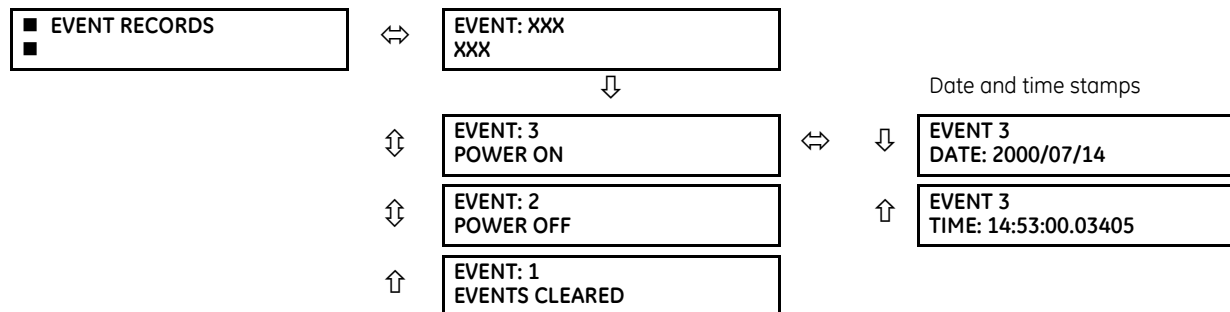 ■ EVENT RECORDS
■
EVENT: XXX
XXX
Date and time stamps
EVENT: 3
POWER ON
EVENT 3
DATE: 2000/07/14
EVENT: 2
POWER OFF
EVENT 3
TIME: 14:53:00.03405
EVENT: 1
EVENTS CLEARED